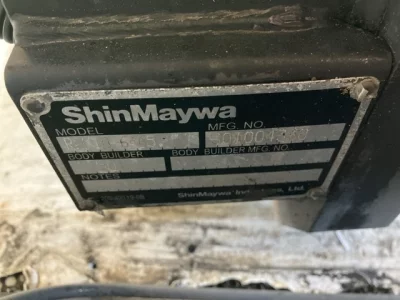 ShinMaywa
MODEL MFG. NO.
BODY BUILDER BODY BUILDER MFG. NO.
NOTES
ShinMaywa Industries, Ltd.